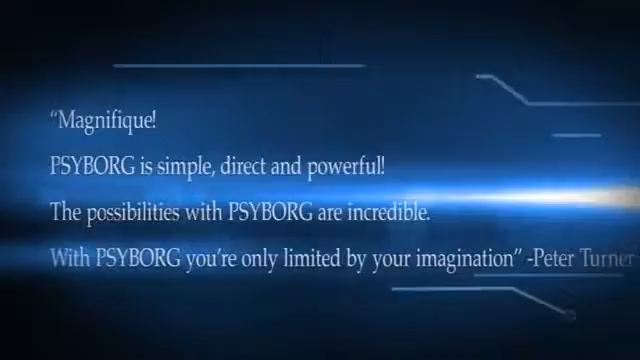 “Magnifique!
PSYBORG is simple, direct and powerful!
The possibilities with PSYBORG are incredible.
With PSYBORG you’re only limited by your imagination” -Peter Turner